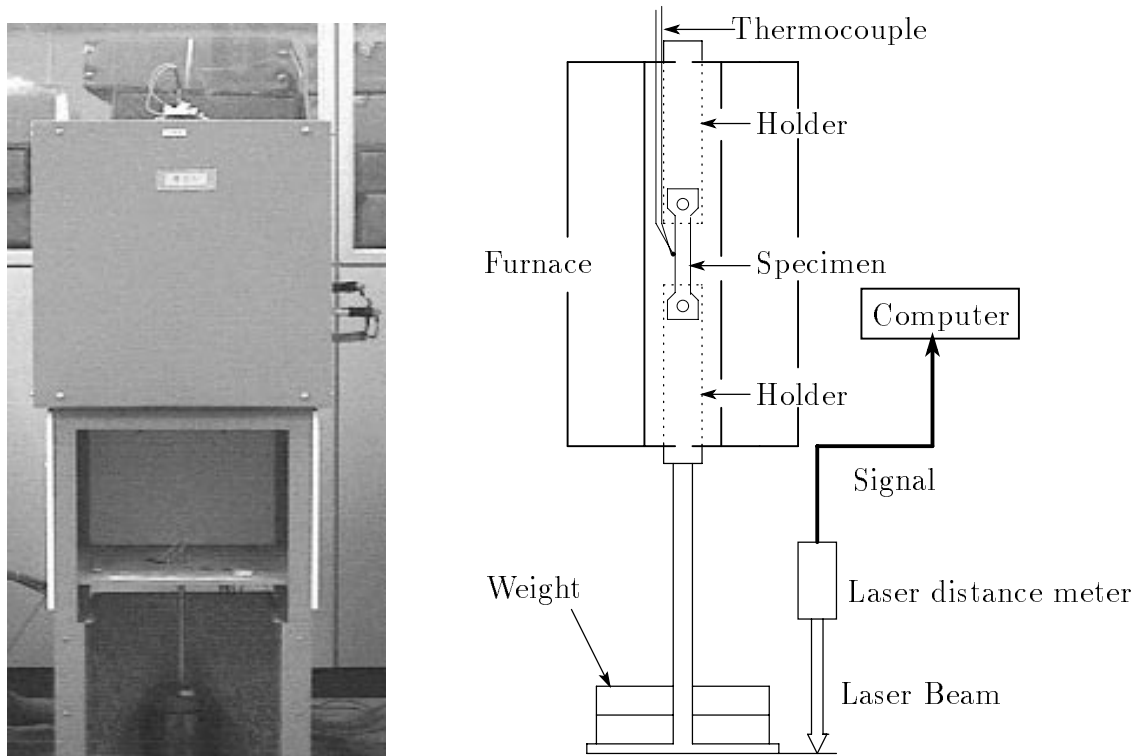 Thermocouple
Holder
Furnace
Specimen
Computer
Holder
Signal
Weight
Laser distance meter
Laser Beam